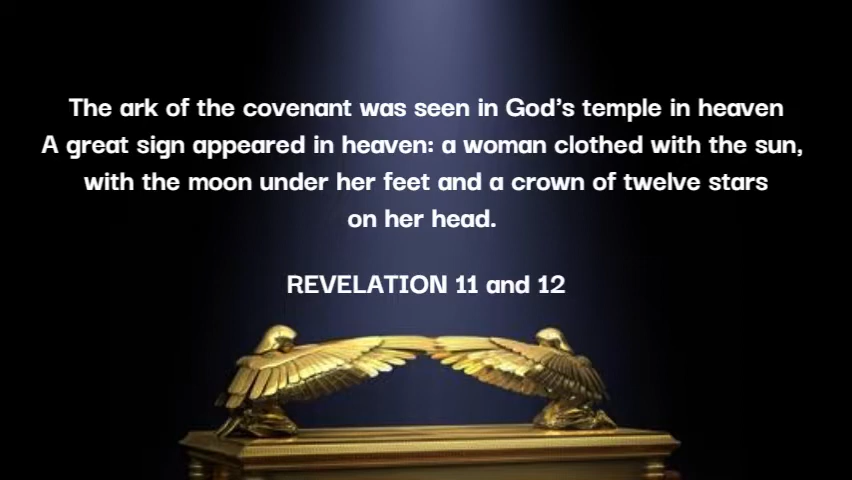 The ark of the covenant was seen in God's temple in heaven
A great sign appeared in heaven: a woman clothed with the sun,
with the moon under her feet and a crown of twelve stars
on her head.
REVELATION 11 and 12